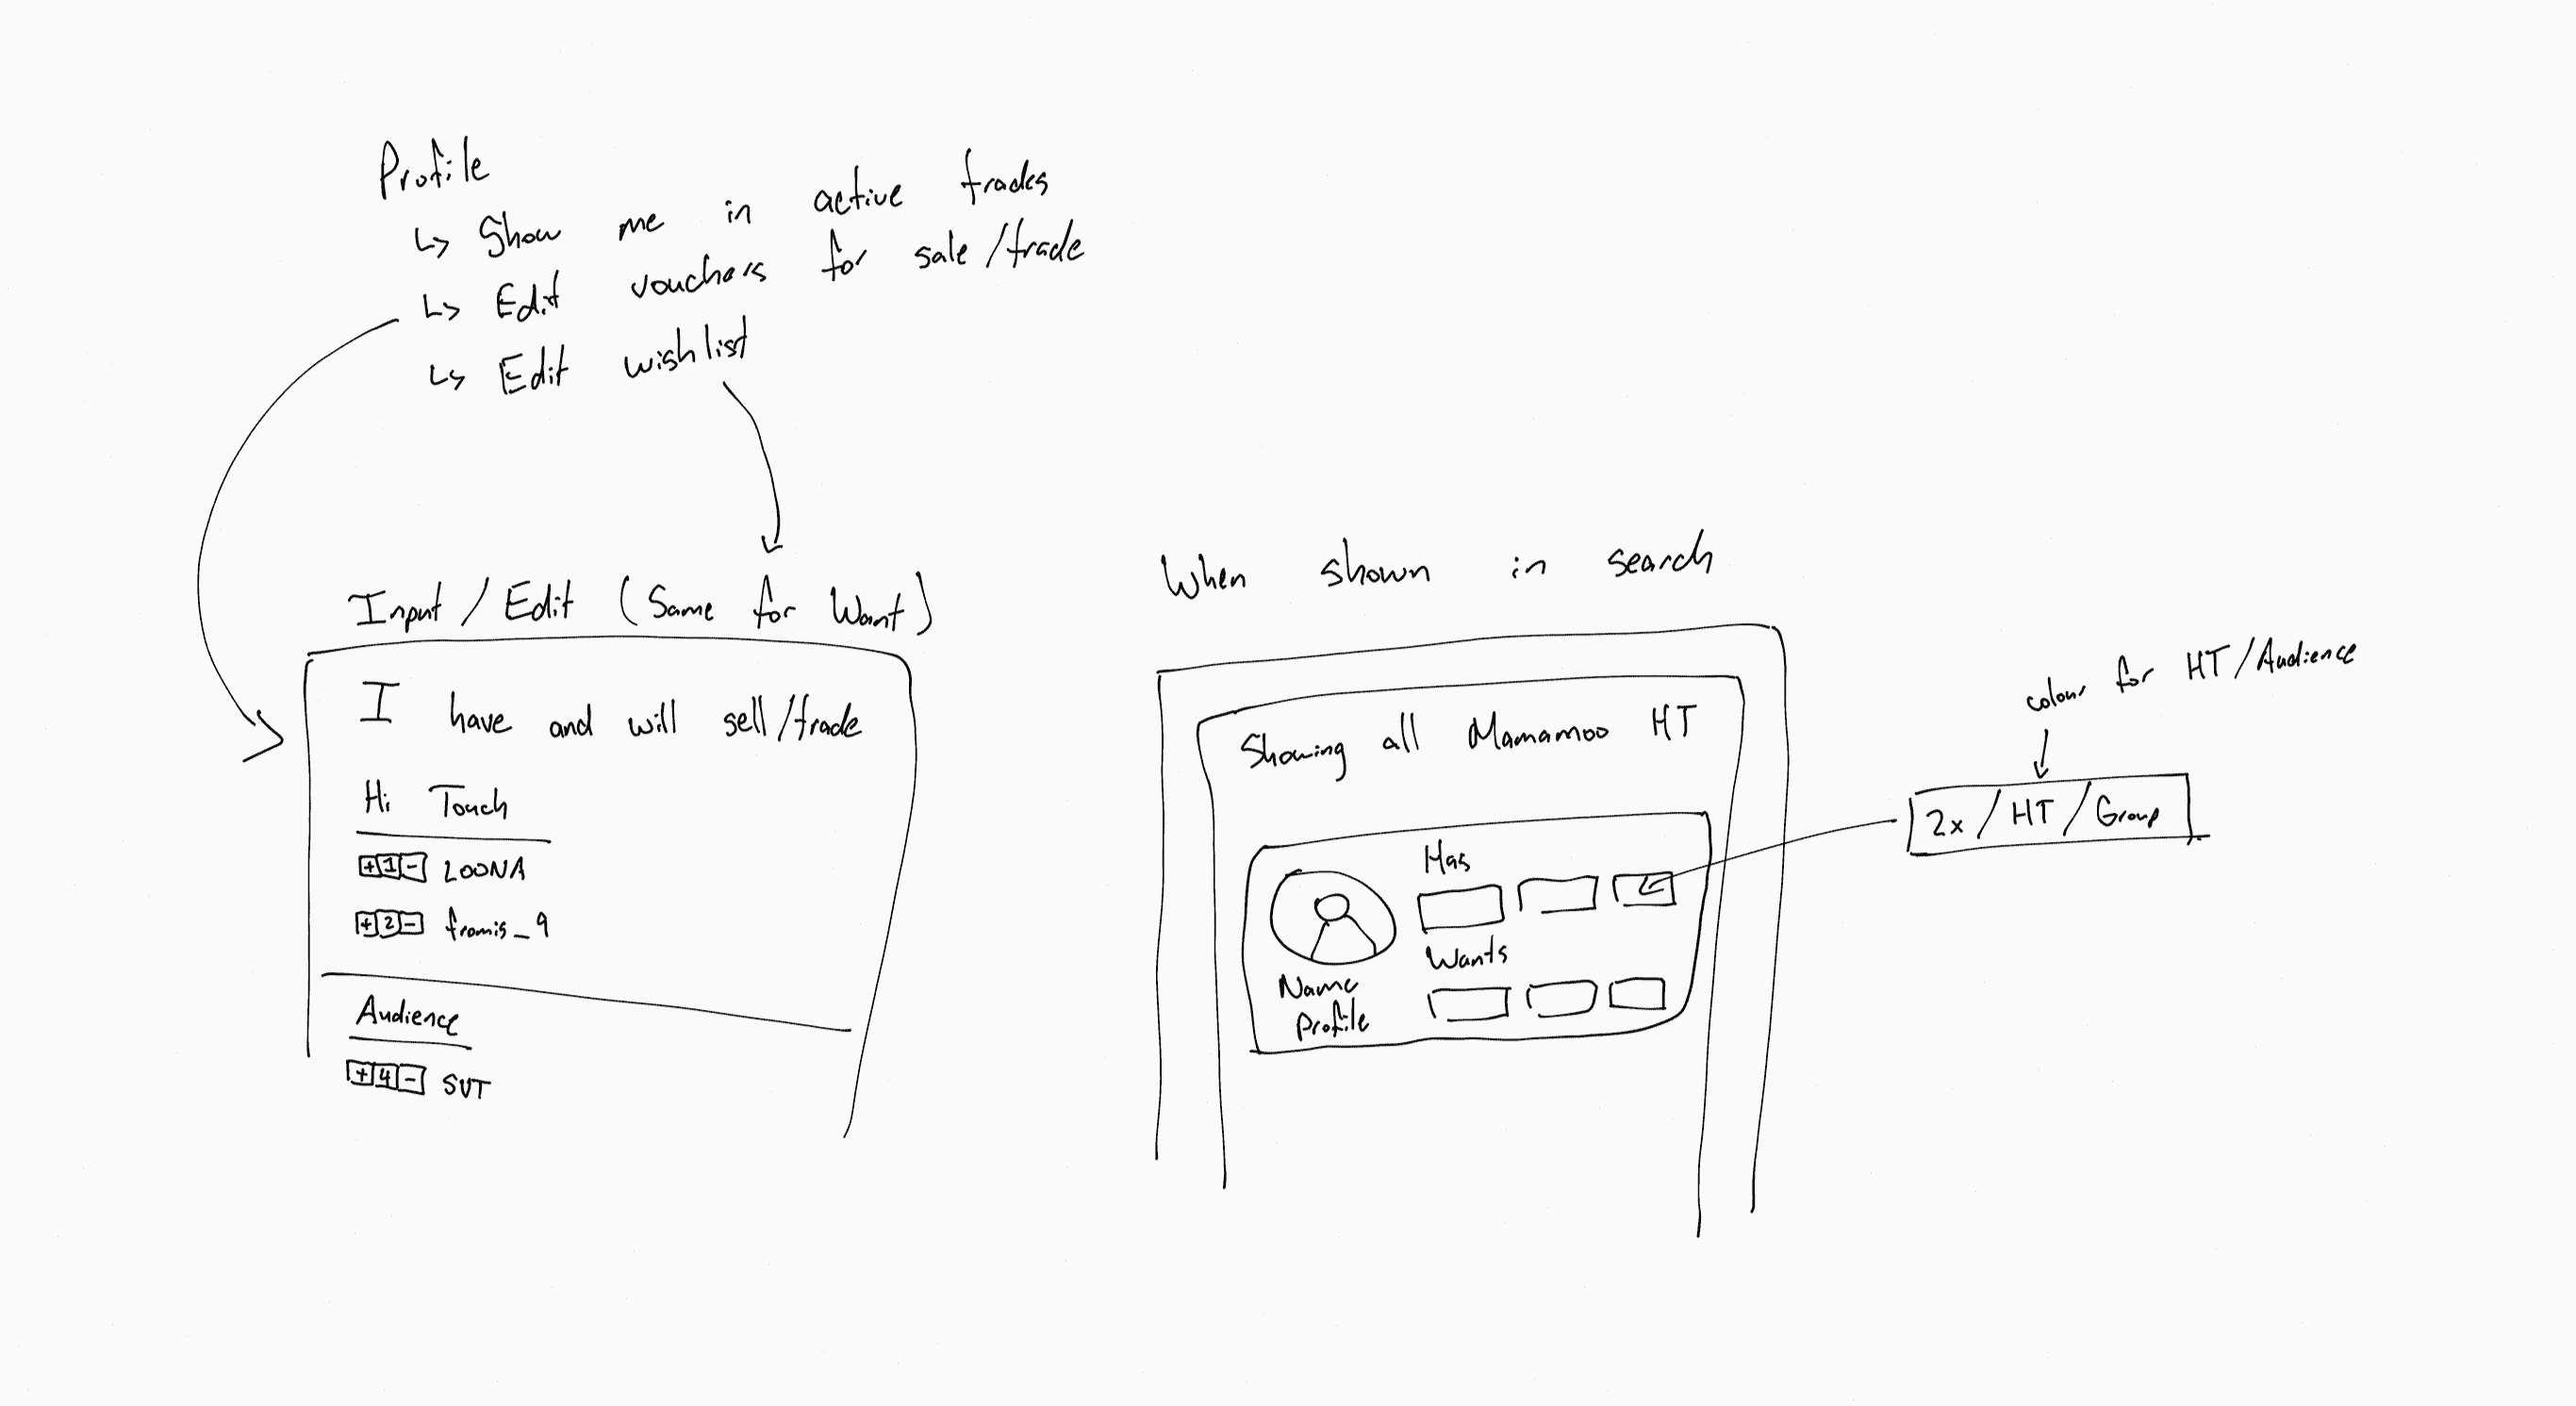 Profile
↳ Show me in active trades
↳ Edit vouchers for sale/trade
↳ Edit wishlist
Input / Edit (Same for Want)
I have and will sell/trade
Hi Touch
+ 1 - LOONA
+ 2 - fromis_9
Audience
+ 4 - SVT
When shown in search
Showing all Mamamoo HT
Has
Wants
Name
Profile
colour for HT/Audience
2x / HT / Group